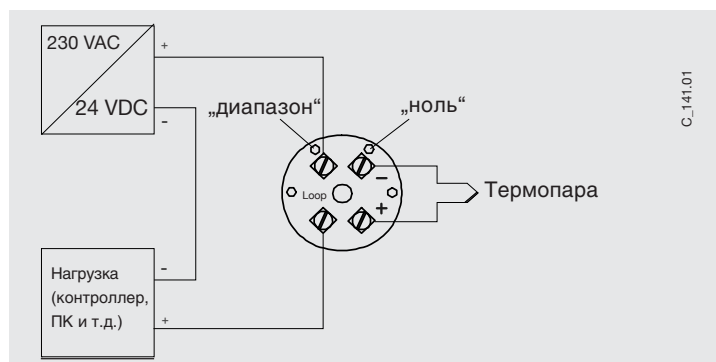 230 VAC
+
24 VDC
-
„диапазон“
„ноль“
C_141.01
Loop
−
+
Термопара
Нагрузка
(контроллер,
ПК и т.д.)
-
+